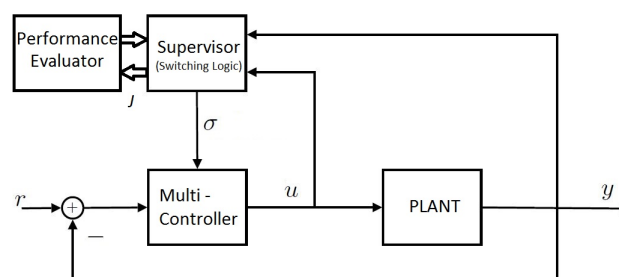 Performance
Evaluator
Supervisor
(Switching Logic)
J
σ
r
+
−
Multi -
Controller
u
PLANT
y